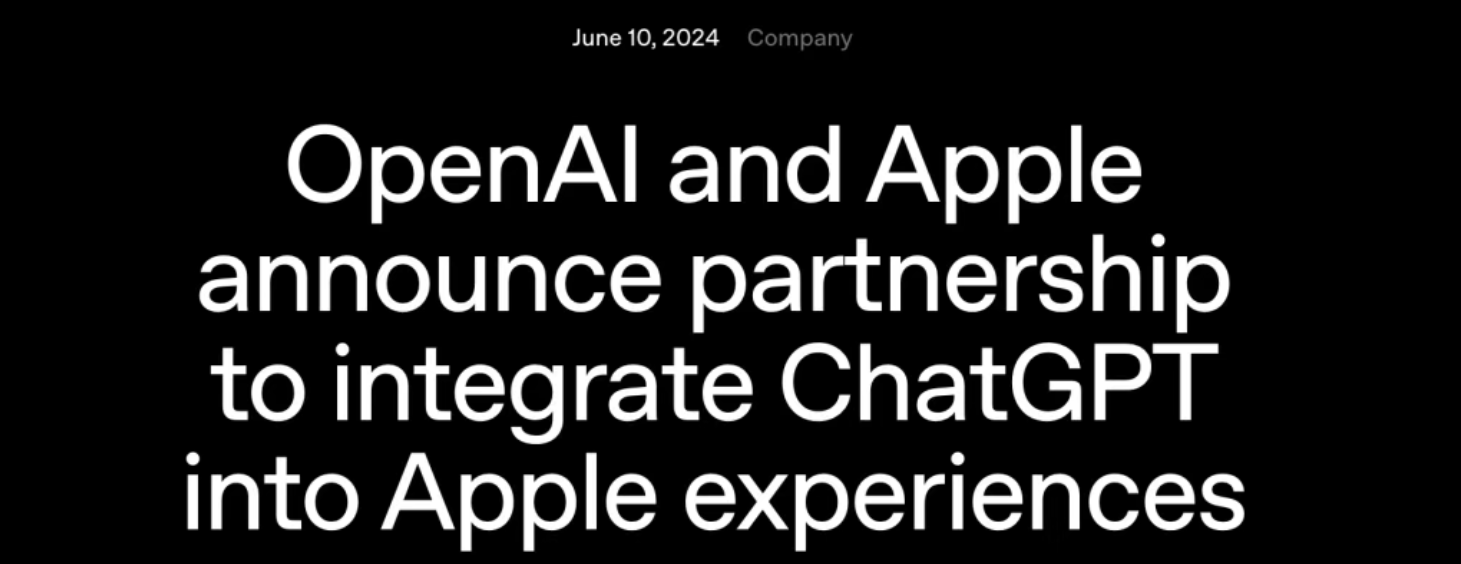 June 10, 2024 Company
OpenAI and Apple
announce partnership
to integrate ChatGPT
into Apple experiences